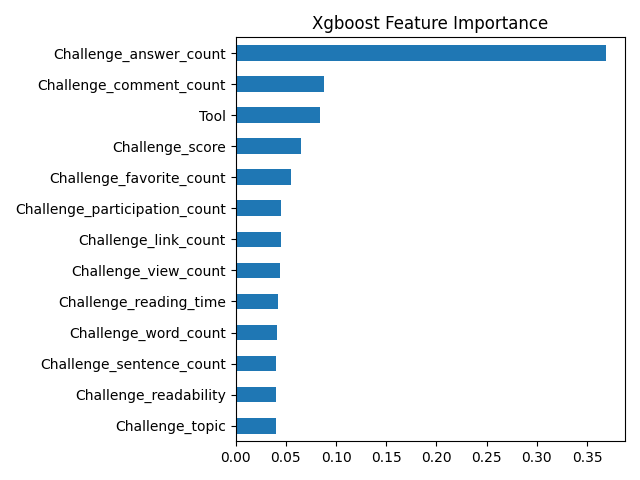 Xgboost Feature Importance
Challenge_answer_count
Challenge_comment_count
Tool
Challenge_score
Challenge_favorite_count
Challenge_participation_count
Challenge_link_count
Challenge_view_count
Challenge_reading_time
Challenge_word_count
Challenge_sentence_count
Challenge_readability
Challenge_topic
0.00 0.05 0.10 0.15 0.20 0.25 0.30 0.35